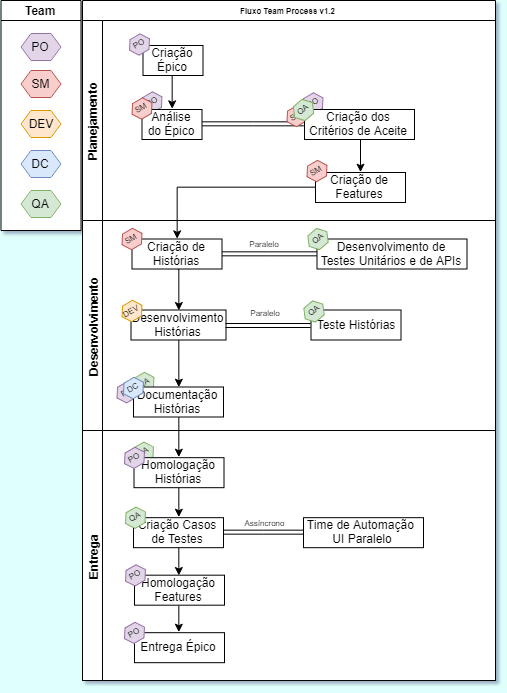 Team
Fluxo Team Process v1.2
PO
SM
DEV
DC
QA
Planejamento
PO
Criação
Épico
SM
PO
Análise
do Épico
QA
PO
Criação dos
Critérios de Aceite
SM
Criação de
Features
Desenvolvimento
SM
Criação de
Histórias
Paralelo
QA
Desenvolvimento de
Testes Unitários e de APIs
DEV
Desenvolvimento
Histórias
Paralelo
QA
Teste Histórias
DC
Documentação
Histórias
Entrega
PO
Homologação
Histórias
QA
Criação Casos
de Testes
Assíncrono
Time de Automação
UI Paralelo
PO
Homologação
Features
PO
Entrega Épico